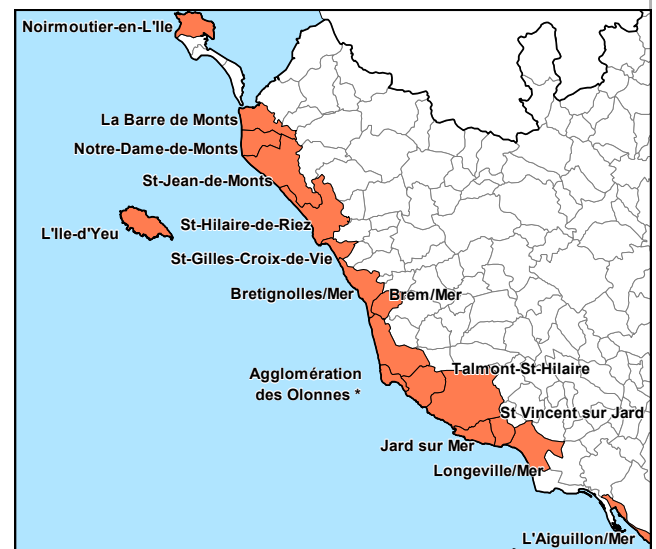 Noirmoutier-en-L'Ile
La Barre de Monts
Notre-Dame-de-Monts
St-Jean-de-Monts
L'Ile-d'Yeu
St-Hilaire-de-Riez
St-Gilles-Croix-de-Vie
Bretignolles/Mer
Brem/Mer
Agglomération
des Olonnes *
Talmont-St-Hilaire
St Vincent sur Jard
Jard sur Mer
Longeville/Mer
L'Aiguillon/Mer